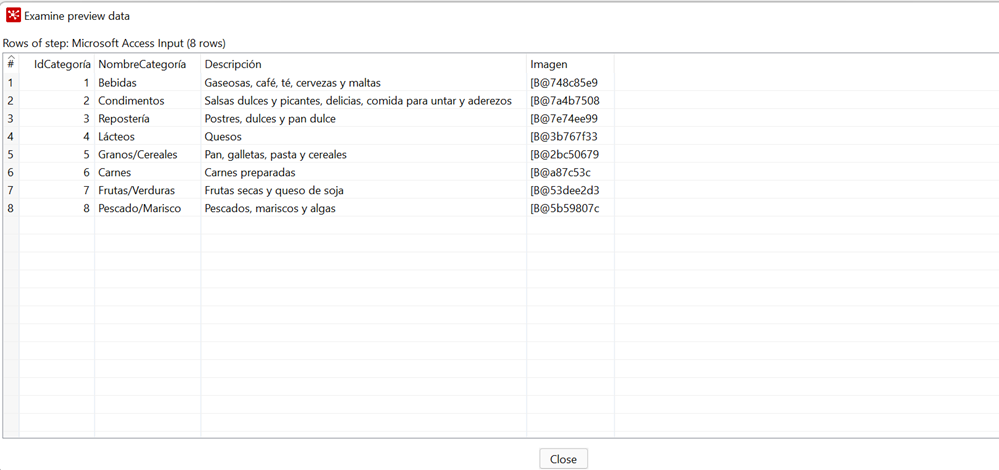 Examine preview data
Rows of step: Microsoft Access Input (8 rows)
# IdCategoría NombreCategoría Descripción Imagen
1 1 Bebidas Gaseosas, café, té, cervezas y maltas [B@748c85e9
2 2 Condimentos Salsas dulces y picantes, delicias, comida para untar y aderezos [B@7a4b7508
3 3 Repostería Postres, dulces y pan dulce [B@7e74ee99
4 4 Lácteos Quesos [B@3b767f33
5 5 Granos/Cereales Pan, galletas, pasta y cereales [B@2bc50679
6 6 Carnes Carnes preparadas [B@a87c53c
7 7 Frutas/Verduras Frutas secas y queso de soja [B@53dee2d3
8 8 Pescado/Marisco Pescados, mariscos y algas [B@5b59807c
Close